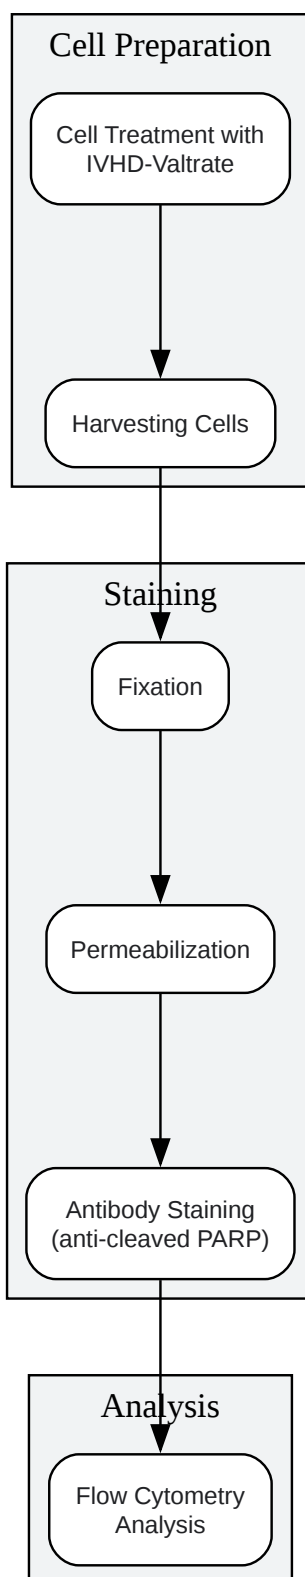 Cell Preparation
Cell Treatment with
IVHD-Valtrate
Harvesting Cells
Staining
Fixation
Permeabilization
Antibody Staining
(anti-cleaved PARP)
Analysis
Flow Cytometry
Analysis